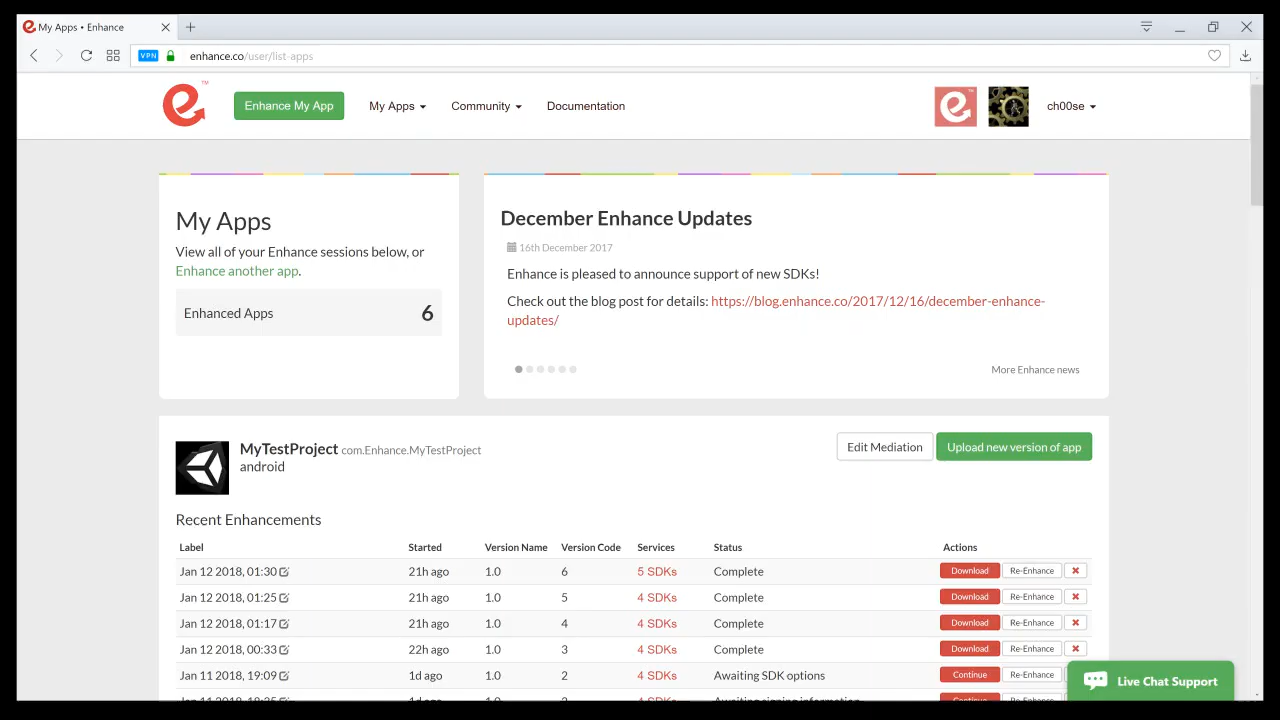 My Apps • Enhance
VPN
enhance.co/user/list-apps
TM
Enhance My App
My Apps
Community
Documentation
ch00se
My Apps
View all of your Enhance sessions below, or
Enhance another app.
Enhanced Apps 6
December Enhance Updates
16th December 2017
Enhance is pleased to announce support of new SDKs!
Check out the blog post for details: https://blog.enhance.co/2017/12/16/december-enhance-
updates/
More Enhance news
MyTestProject com.Enhance.MyTestProject
android
Edit Mediation
Upload new version of app
Recent Enhancements
Label Started Version Name Version Code Services Status Actions
Jan 12 2018, 01:30 21h ago 1.0 6 5 SDKs Complete Download Re-Enhance
Jan 12 2018, 01:25 21h ago 1.0 5 4 SDKs Complete Download Re-Enhance
Jan 12 2018, 01:17 21h ago 1.0 4 4 SDKs Complete Download Re-Enhance
Jan 12 2018, 00:33 22h ago 1.0 3 4 SDKs Complete Download Re-Enhance
Jan 11 2018, 19:09 1d ago 1.0 2 4 SDKs Awaiting SDK options Continue Re-Enhance
Live Chat Support